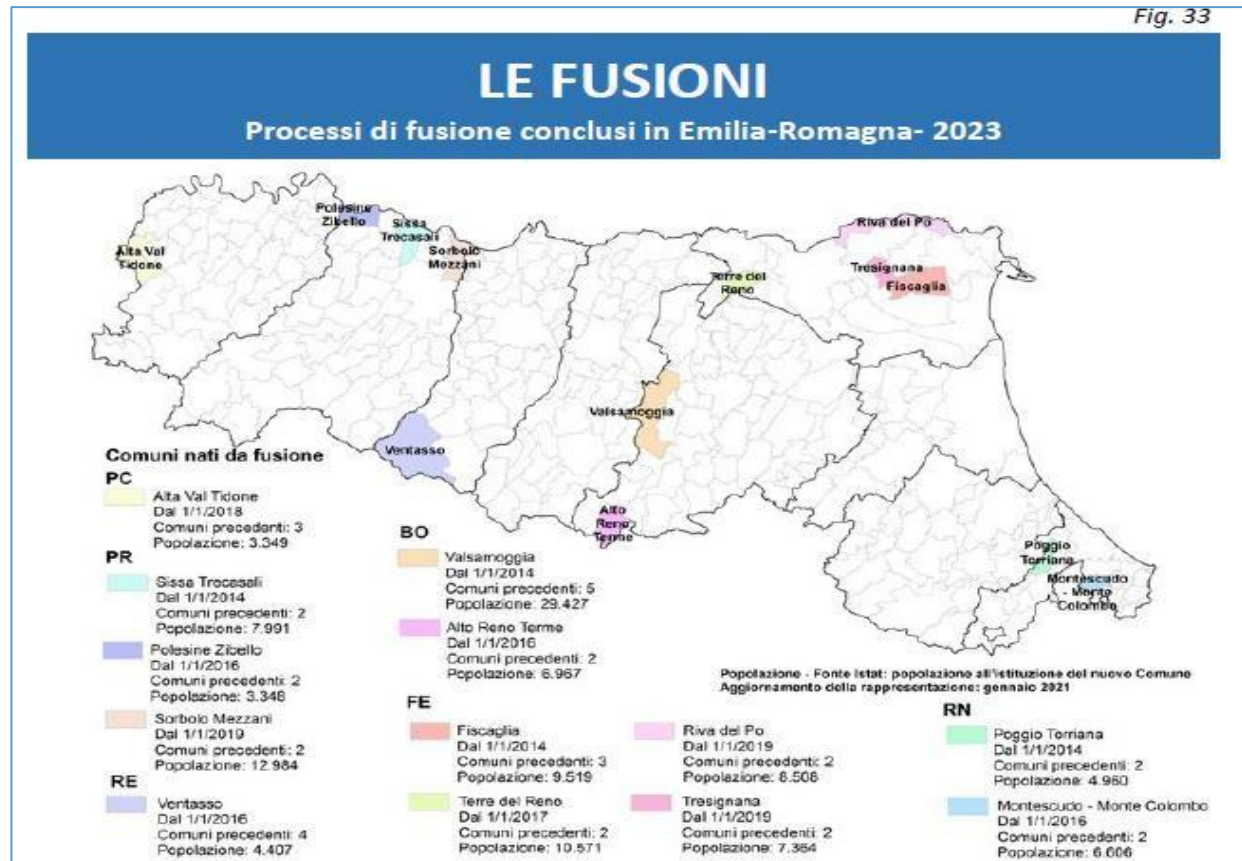 Fig. 33
LE FUSIONI
Processi di fusione conclusi in Emilia-Romagna- 2023
Polesine
Zibello
Sissa
Trecasali
Sorbolo
Mezzani
Alta Val
Tidone
Riva del Po
Tresignana
Fiscaglia
Terre del
Reno
Valsamoggia
Ventasso
Alto
Reno
Terme
Poggio
Torriana
Montescudo
- Monte
Colombo
Comuni nati da fusione
PC
Alta Val Tidone
Dal 1/1/2018
Comuni precedenti: 3
Popolazione: 3.349
PR
Sissa Trecasali
Dal 1/1/2014
Comuni precedenti: 2
Popolazione: 7.991
Polesine Zibello
Dal 1/1/2016
Comuni precedenti: 2
Popolazione: 3.348
Sorbolo Mezzani
Dal 1/1/2019
Comuni precedenti: 2
Popolazione: 12.984
RE
Ventasso
Dal 1/1/2016
Comuni precedenti: 4
Popolazione: 4.407
BO
Valsamoggia
Dal 1/1/2014
Comuni precedenti: 5
Popolazione: 29.427
Alto Reno Terme
Dal 1/1/2016
Comuni precedenti: 2
Popolazione: 6.967
Popolazione - Fonte Istat: popolazione all'istituzione del nuovo Comune
Aggiornamento della rappresentazione: gennaio 2021
FE
Fiscaglia
Dal 1/1/2014
Comuni precedenti: 3
Popolazione: 9.519
Terre del Reno
Dal 1/1/2017
Comuni precedenti: 2
Popolazione: 10.571
Riva del Po
Dal 1/1/2019
Comuni precedenti: 2
Popolazione: 8.508
Tresignana
Dal 1/1/2019
Comuni precedenti: 2
Popolazione: 7.364
RN
Poggio Torriana
Dal 1/1/2014
Comuni precedenti: 2
Popolazione: 4.960
Montescudo - Monte Colombo
Dal 1/1/2016
Comuni precedenti: 2
Popolazione: 6.606